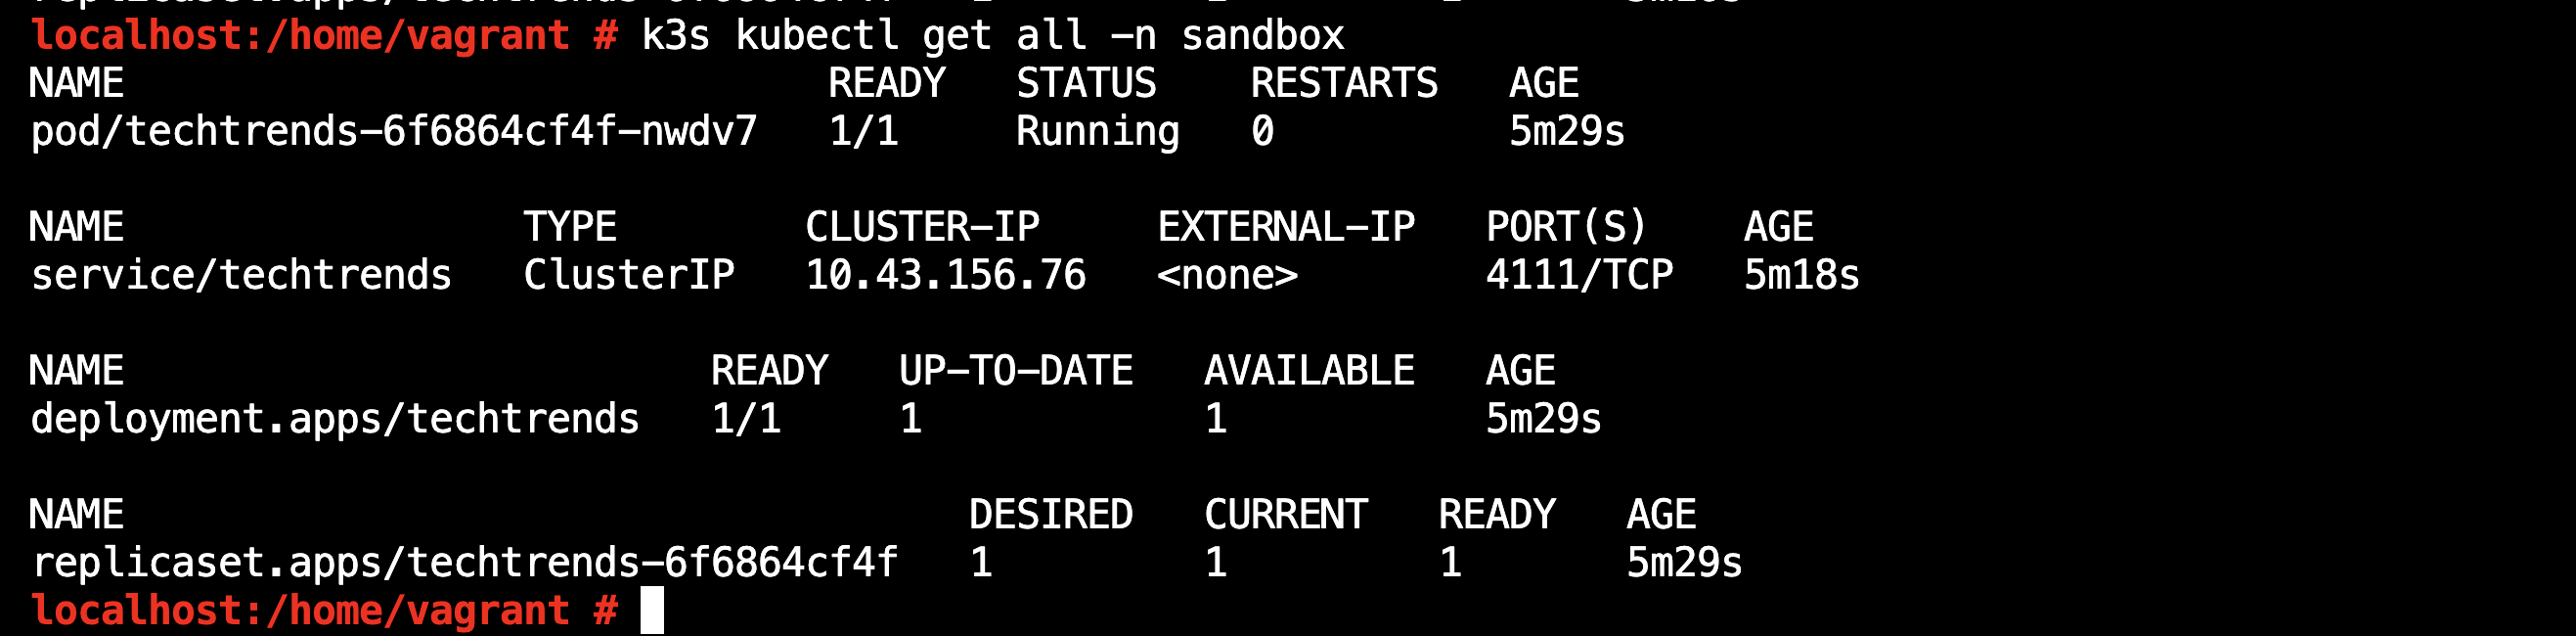 localhost:/home/vagrant # k3s kubectl get all -n sandbox
NAME                              READY   STATUS    RESTARTS   AGE
pod/techtrends-6f6864cf4f-nwdv7   1/1     Running   0          5m29s

NAME                 TYPE        CLUSTER-IP     EXTERNAL-IP   PORT(S)    AGE
service/techtrends   ClusterIP   10.43.156.76   <none>        4111/TCP   5m18s

NAME                         READY   UP-TO-DATE   AVAILABLE   AGE
deployment.apps/techtrends   1/1     1            1           5m29s

NAME                                    DESIRED   CURRENT   READY   AGE
replicaset.apps/techtrends-6f6864cf4f   1         1         1       5m29s
localhost:/home/vagrant #